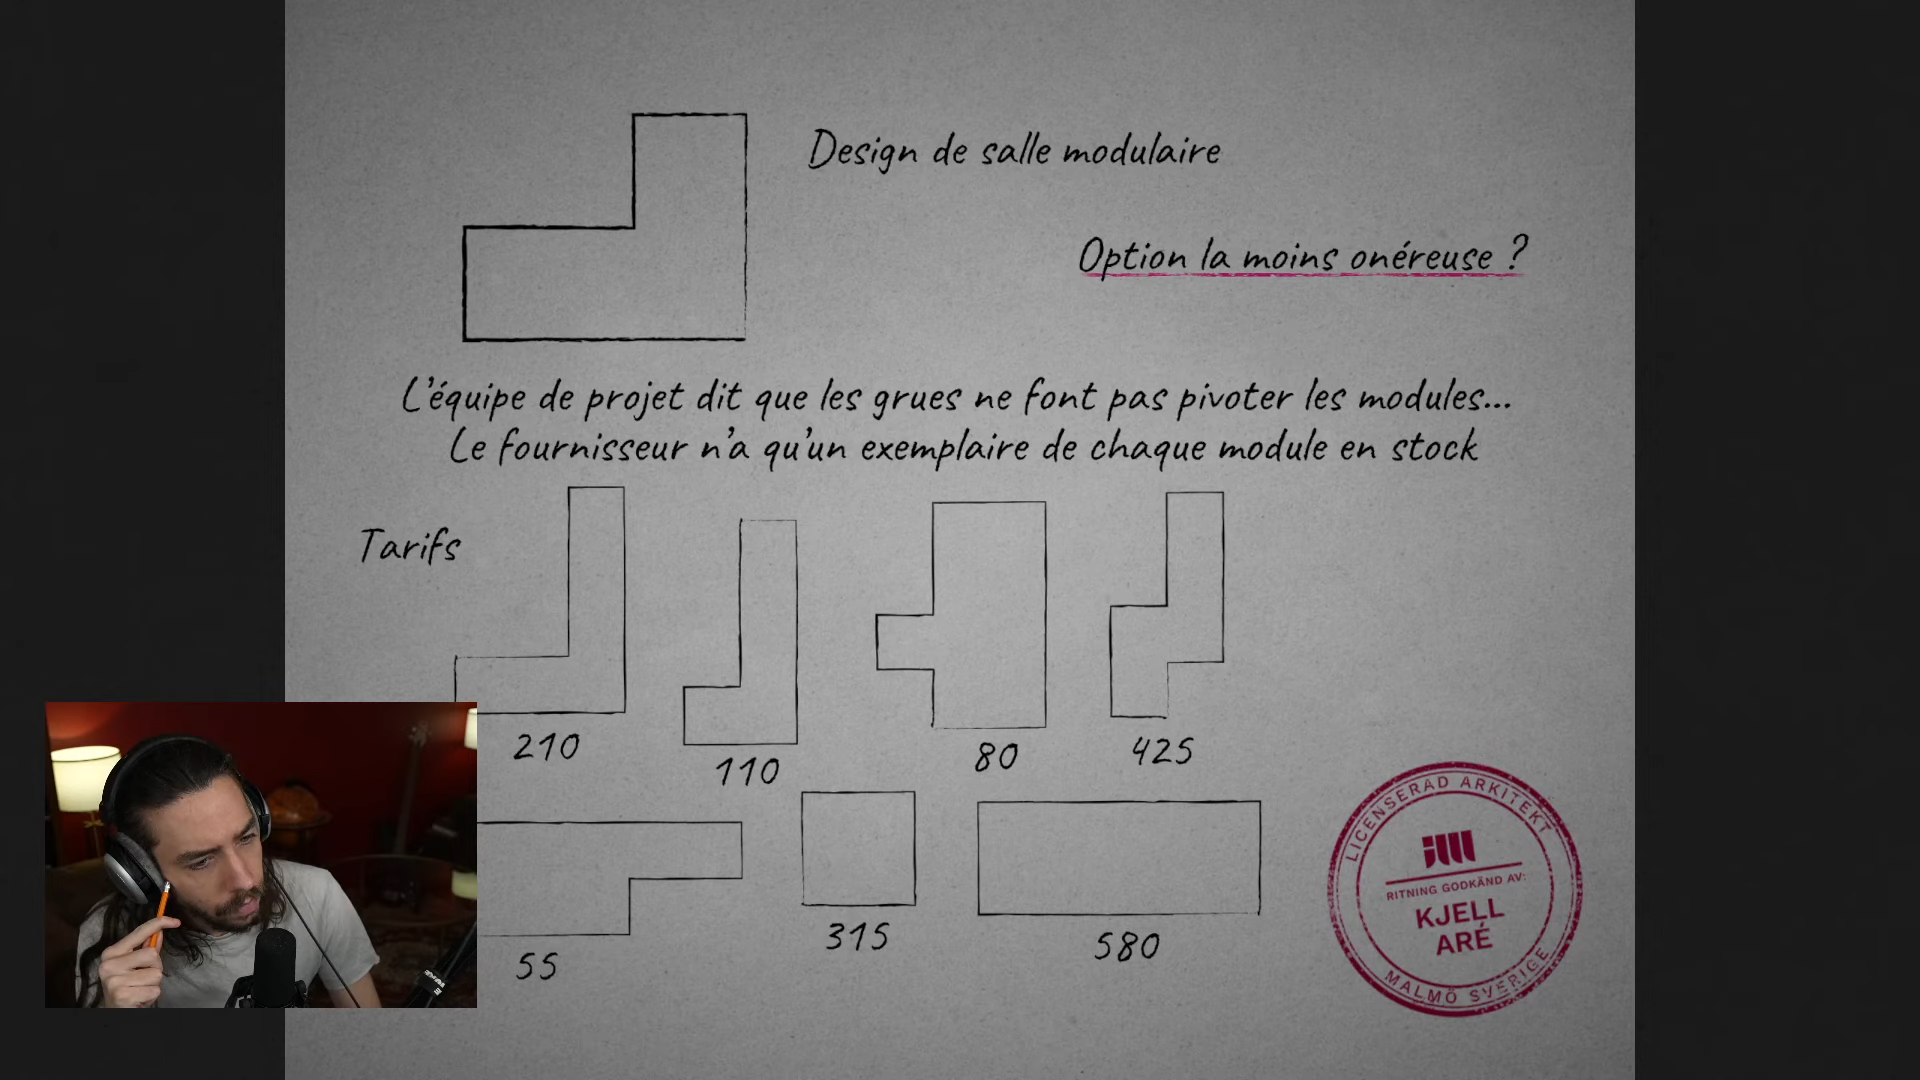 Design de salle modulaire
Option la moins onéreuse ?
L'équipe de projet dit que les grues ne font pas pivoter les modules...
Le fournisseur n'a qu'un exemplaire de chaque module en stock
Tarifs
210
110
80
425
55
315
580
LICENSERAD ARKITEKT
RITNING GODKÄND AV:
KJELL
ARÉ
MALMÖ SVERIGE